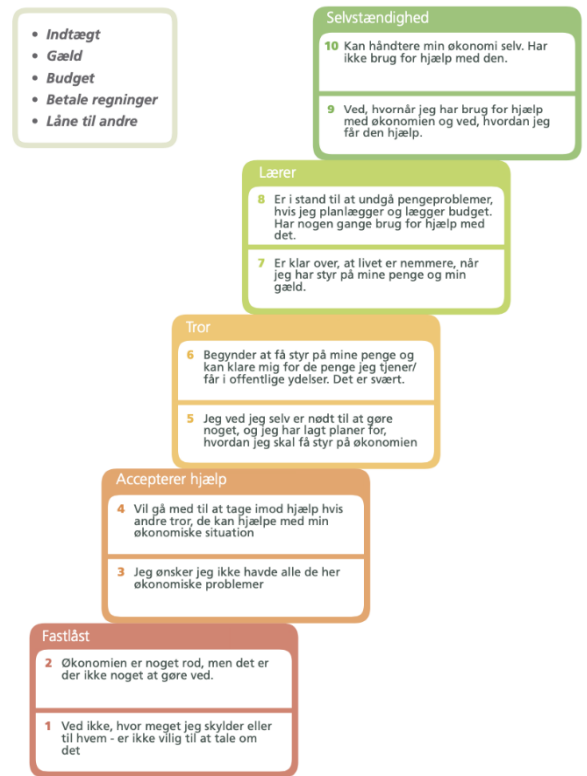 • Indtægt
• Gæld
• Budget
• Betale regninger
• Låne til andre
Selvstændighed
10 Kan håndtere min økonomi selv. Har
ikke brug for hjælp med den.
9 Ved, hvornår jeg har brug for hjælp
med økonomien og ved, hvordan jeg
får den hjælp.
Lærer
8 Er i stand til at undgå pengeproblemer,
hvis jeg planlægger og lægger budget.
Har nogen gange brug for hjælp med
det.
7 Er klar over, at livet er nemmere, når
jeg har styr på mine penge og min
gæld.
Tror
6 Begynder at få styr på mine penge og
kan klare mig for de penge jeg tjener/
får i offentlige ydelser. Det er svært.
5 Jeg ved jeg selv er nødt til at gøre
noget, og jeg har lagt planer for,
hvordan jeg skal få styr på økonomien
Accepterer hjælp
4 Vil gå med til at tage imod hjælp hvis
andre tror, de kan hjælpe med min
økonomiske situation
3 Jeg ønsker jeg ikke havde alle de her
økonomiske problemer
Fastlåst
2 Økonomien er noget rod, men det er
der ikke noget at gøre ved.
1 Ved ikke, hvor meget jeg skylder eller
til hvem - er ikke vilig til at tale om
det